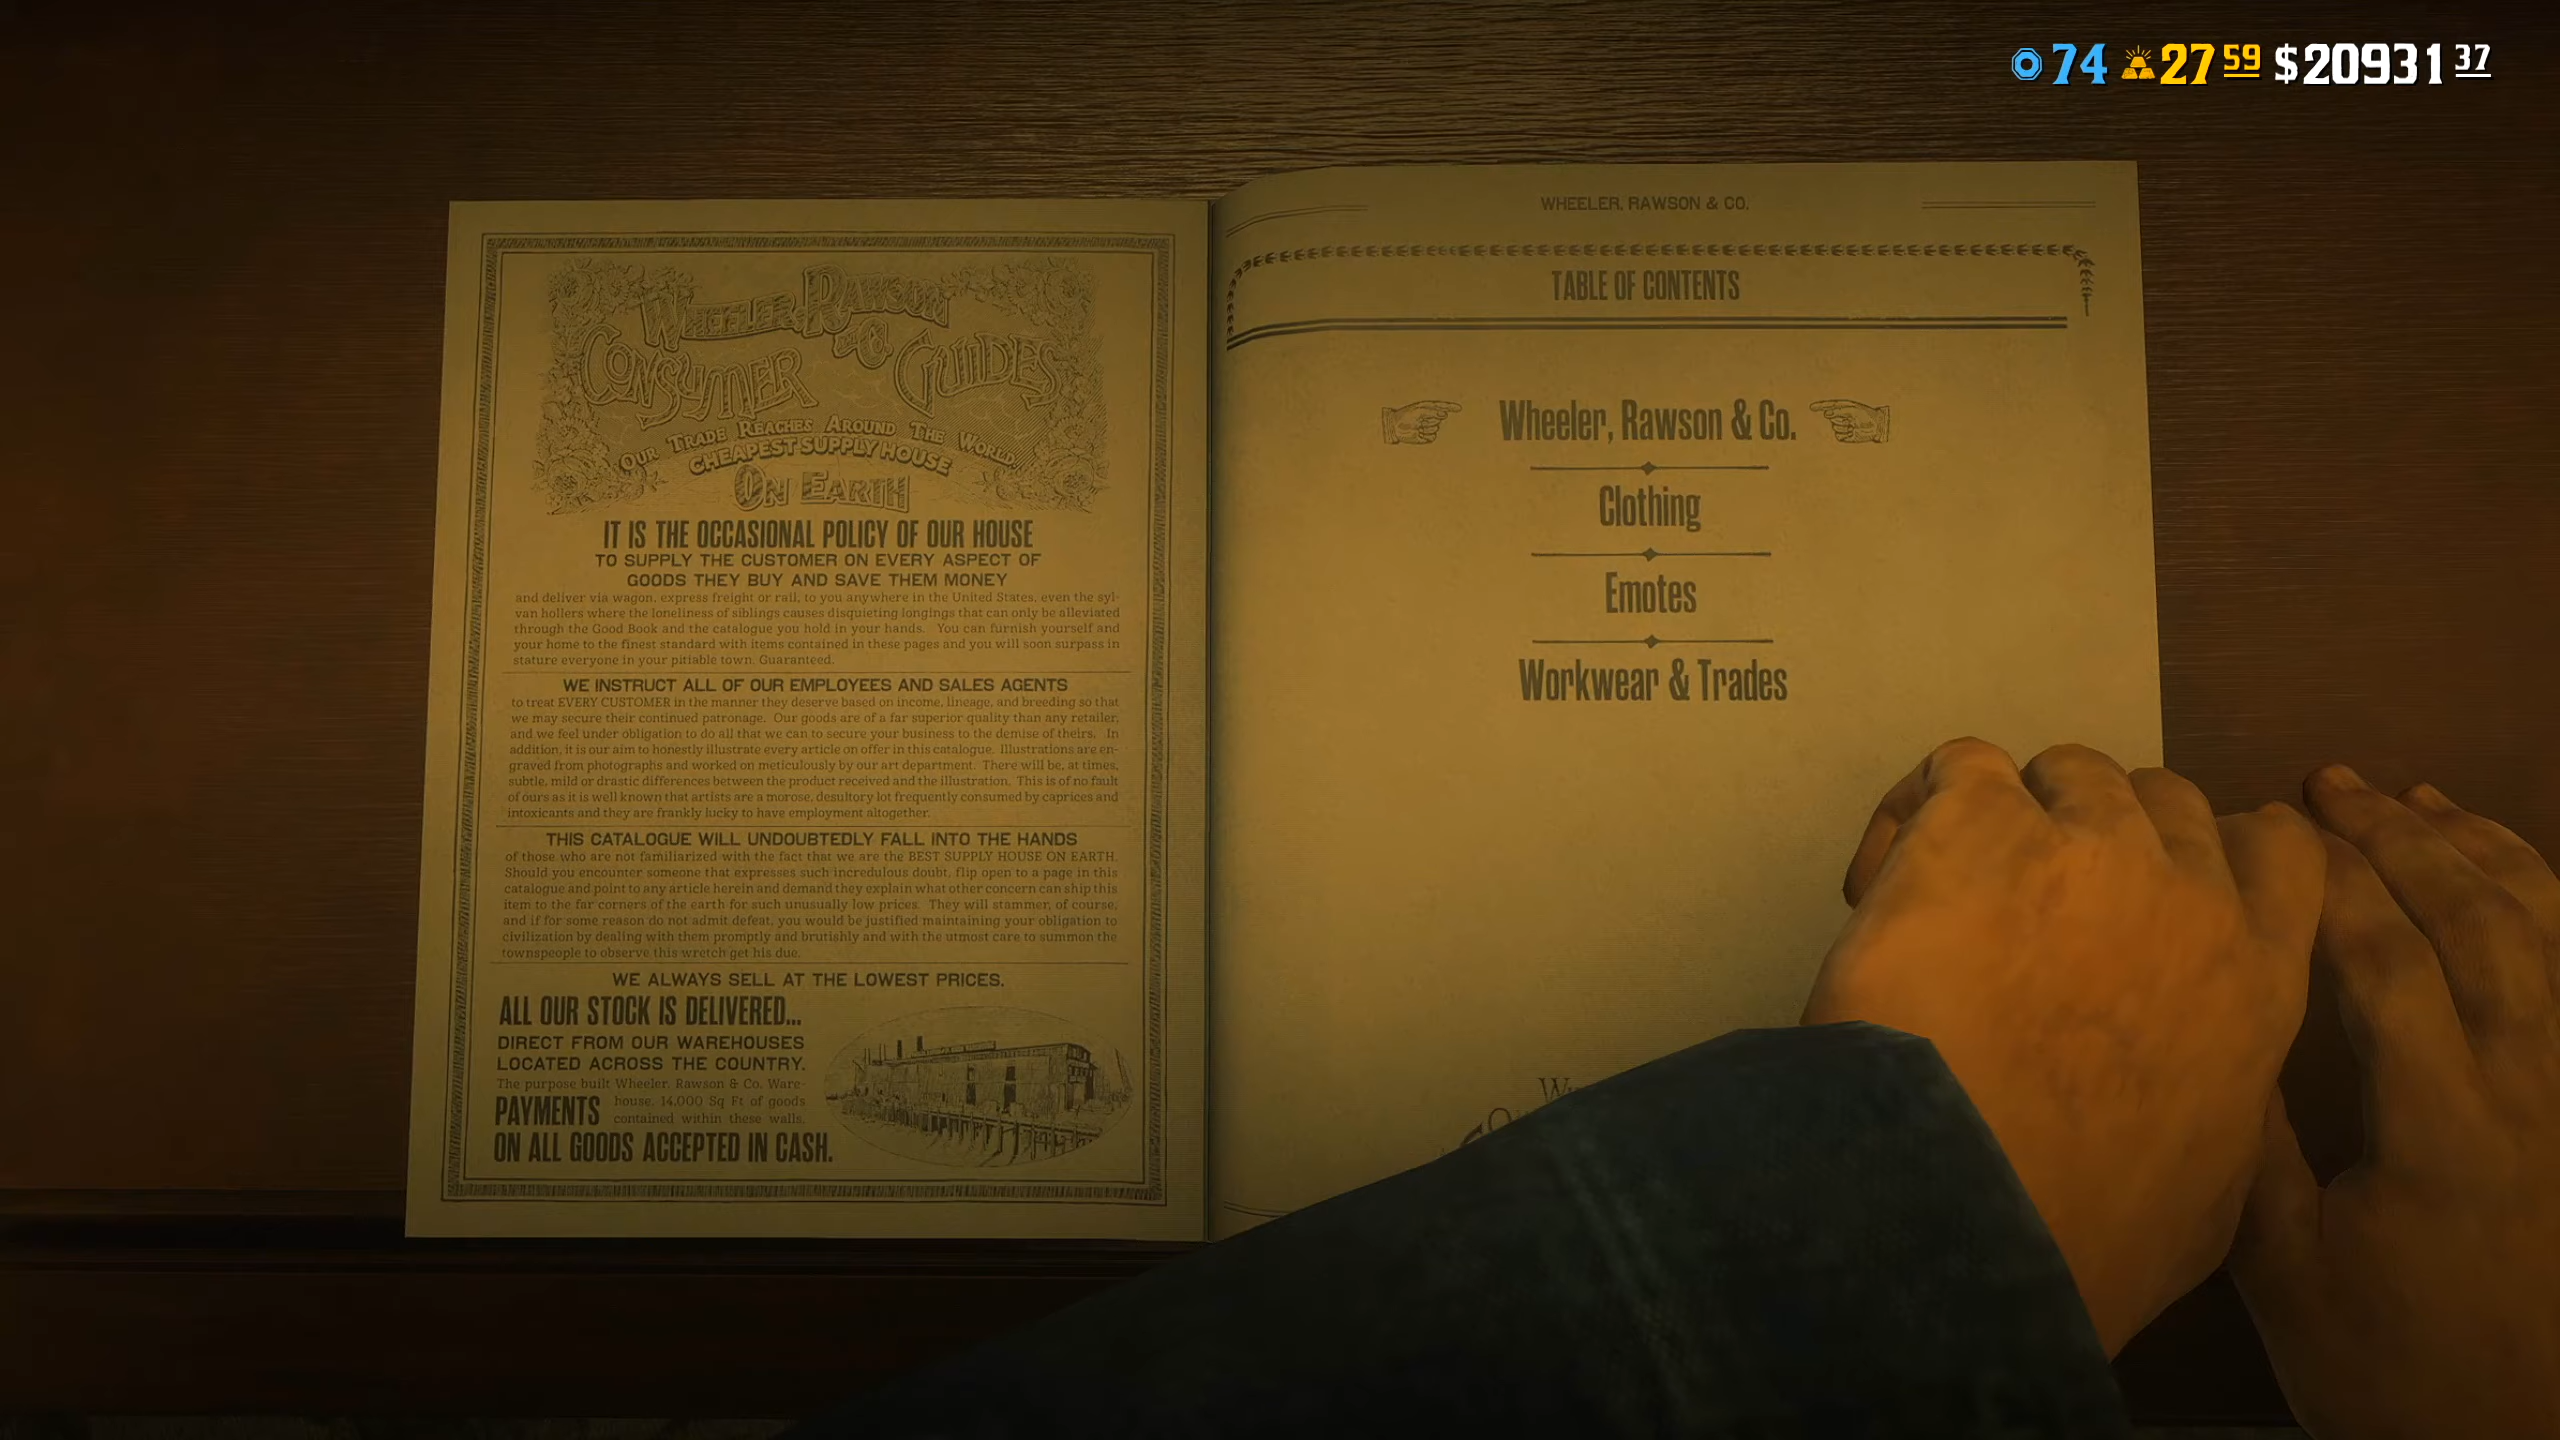 74 27 59 $20931 37
WHEELER, RAWSON
AND CO.
CONSUMER GUIDES
OUR TRADE REACHES AROUND THE WORLD.
CHEAPEST SUPPLY HOUSE
ON EARTH
IT IS THE OCCASIONAL POLICY OF OUR HOUSE
TO SUPPLY THE CUSTOMER ON EVERY ASPECT OF
GOODS THEY BUY AND SAVE THEM MONEY
and deliver via wagon, express freight or rail, to you anywhere in the United States, even the syl-
van hollers where the loneliness of siblings causes disquieting longings that can only be alleviated
through the Good Book and the catalogue you hold in your hands. You can furnish yourself and
your home to the finest standard with items contained in these pages and you will soon surpass in
stature everyone in your pitiable town. Guaranteed.
WE INSTRUCT ALL OF OUR EMPLOYEES AND SALES AGENTS
to treat EVERY CUSTOMER in the manner they deserve based on income, lineage, and breeding so that
we may secure their continued patronage. Our goods are of a far superior quality than any retailer,
and we feel under obligation to do all that we can to secure your business to the demise of theirs. In
addition, it is our aim to honestly illustrate every article on offer in this catalogue. Illustrations are en-
graved from photographs and worked on meticulously by our art department. There will be, at times,
subtle, mild or drastic differences between the product received and the illustration. This is of no fault
of ours as it is well known that artists are a morose, desultory lot frequently consumed by caprices and
intoxicants and they are frankly lucky to have employment altogether.
THIS CATALOGUE WILL UNDOUBTEDLY FALL INTO THE HANDS
of those who are not familiarized with the fact that we are the BEST SUPPLY HOUSE ON EARTH.
Should you encounter someone that expresses such incredulous doubt, flip open to a page in this
catalogue and point to any article herein and demand they explain what other concern can ship this
item to the far corners of the earth for such unusually low prices. They will stammer, of course,
and if for some reason do not admit defeat, you would be justified maintaining your obligation to
civilization by dealing with them promptly and brutishly and with the utmost care to summon the
townspeople to observe this wretch get his due.
WE ALWAYS SELL AT THE LOWEST PRICES.
ALL OUR STOCK IS DELIVERED...
DIRECT FROM OUR WAREHOUSES
LOCATED ACROSS THE COUNTRY.
The purpose built Wheeler, Rawson & Co. Ware-
house. 14,000 Sq Ft of goods
contained within these walls.
PAYMENTS
ON ALL GOODS ACCEPTED IN CASH.
WHEELER, RAWSON & CO.
TABLE OF CONTENTS
Wheeler, Rawson & Co.
Clothing
Emotes
Workwear & Trades